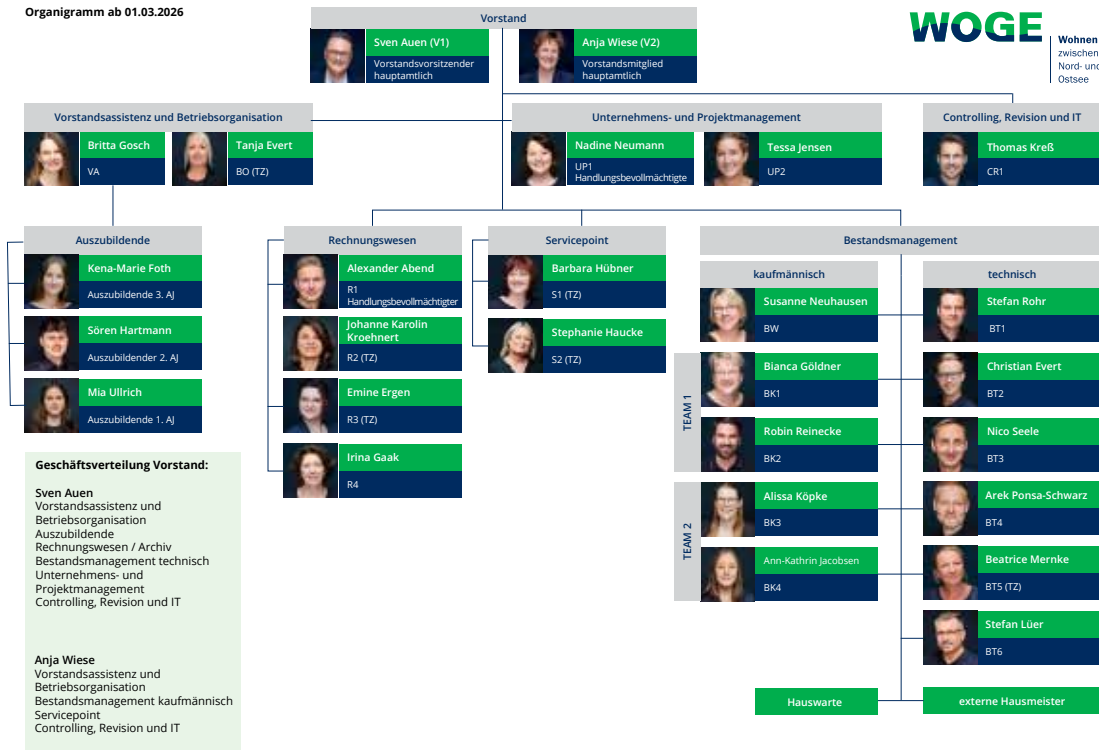 Organigramm ab 01.03.2026
Vorstand
Sven Auen (V1)
Vorstandsvorsitzender
hauptamtlich
Anja Wiese (V2)
Vorstandsmitglied
hauptamtlich
WOGE
Wohnen
zwischen
Nord- und
Ostsee
Vorstandsassistenz und Betriebsorganisation
Britta Gosch
VA
Tanja Evert
BO (TZ)
Unternehmens- und Projektmanagement
Nadine Neumann
UP1
Handlungsbevollmächtigte
Tessa Jensen
UP2
Controlling, Revision und IT
Thomas Kreß
CR1
Auszubildende
Kena-Marie Foth
Auszubildende 3. AJ
Sören Hartmann
Auszubildender 2. AJ
Mia Ullrich
Auszubildende 1. AJ
Rechnungswesen
Alexander Abend
R1
Handlungsbevollmächtigter
Johanne Karolin
Kroehnert
R2 (TZ)
Emine Ergen
R3 (TZ)
Irina Gaak
R4
Servicepoint
Barbara Hübner
S1 (TZ)
Stephanie Haucke
S2 (TZ)
Bestandsmanagement
kaufmännisch
Susanne Neuhausen
BW
TEAM 1
Bianca Göldner
BK1
Robin Reinecke
BK2
TEAM 2
Alissa Köpke
BK3
Ann-Kathrin Jacobsen
BK4
technisch
Stefan Rohr
BT1
Christian Evert
BT2
Nico Seele
BT3
Arek Ponsa-Schwarz
BT4
Beatrice Mernke
BT5 (TZ)
Stefan Lüer
BT6
Hauswarte
externe Hausmeister
Geschäftsverteilung Vorstand:
Sven Auen
Vorstandsassistenz und
Betriebsorganisation
Auszubildende
Rechnungswesen / Archiv
Bestandsmanagement technisch
Unternehmens- und
Projektmanagement
Controlling, Revision und IT
Anja Wiese
Vorstandsassistenz und
Betriebsorganisation
Bestandsmanagement kaufmännisch
Servicepoint
Controlling, Revision und IT